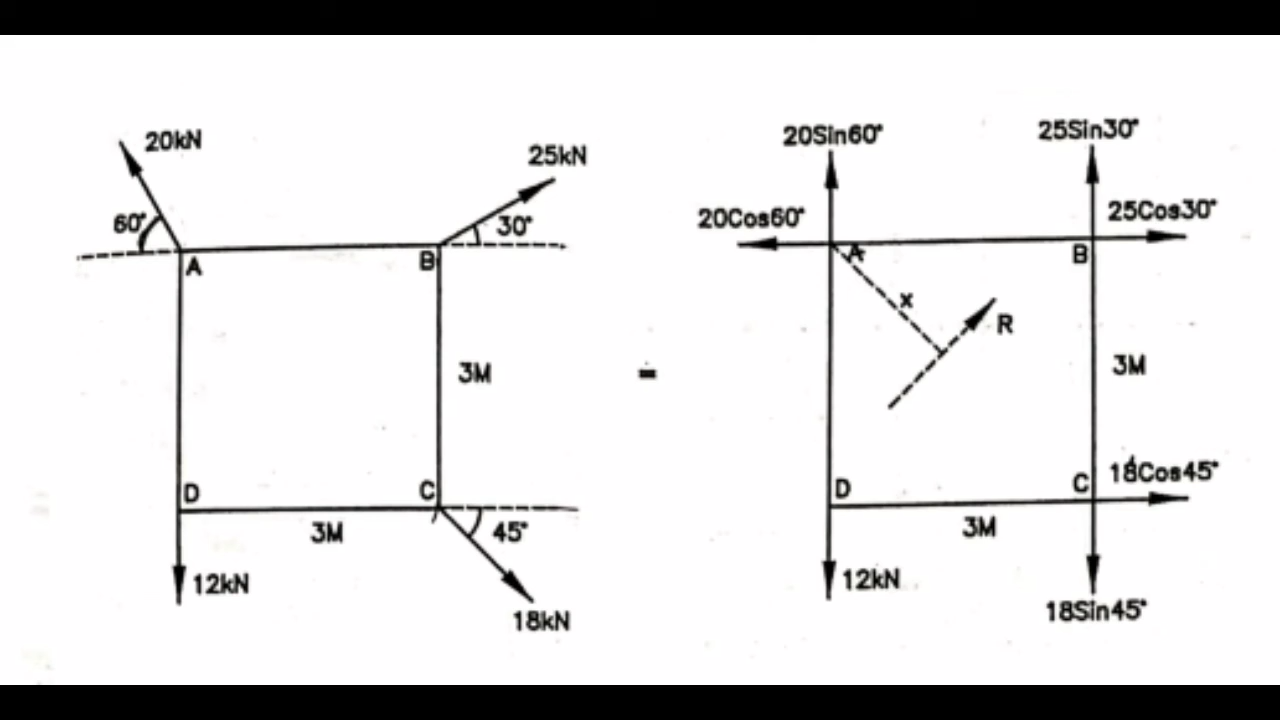 20kN
25kN
60°
30°
A
B
3M
D
C
3M
45°
12kN
18kN
=
20Sin60°
25Sin30°
20Cos60°
25Cos30°
A
B
x
R
3M
D
C
18Cos45°
3M
12kN
18Sin45°